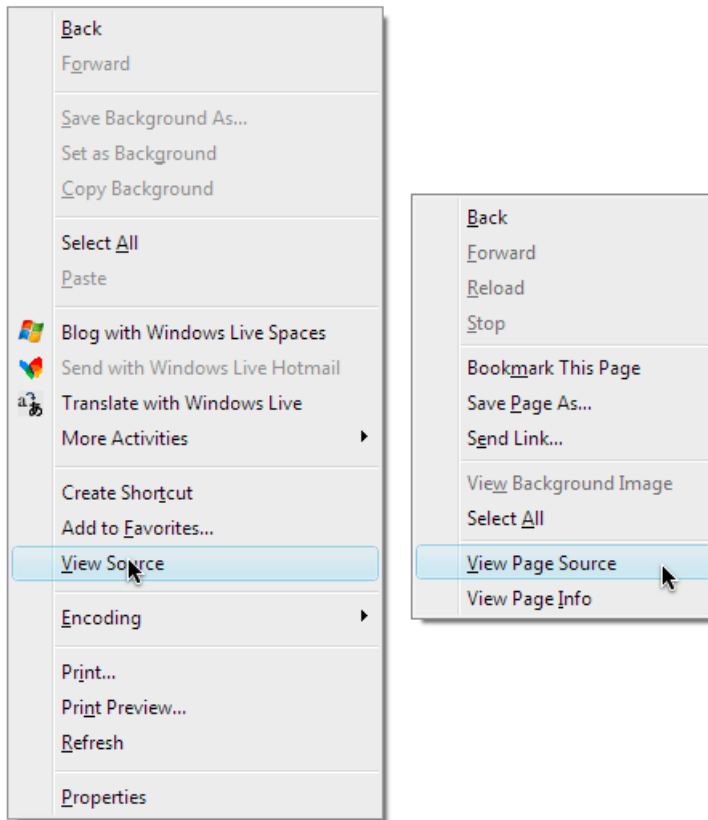 Back
Forward
Save Background As...
Set as Background
Copy Background
Select All
Paste
Blog with Windows Live Spaces
Send with Windows Live Hotmail
Translate with Windows Live
More Activities
Create Shortcut
Add to Favorites...
View Source
Encoding
Print...
Print Preview...
Refresh
Properties
Back
Forward
Reload
Stop
Bookmark This Page
Save Page As...
Send Link...
View Background Image
Select All
View Page Source
View Page Info